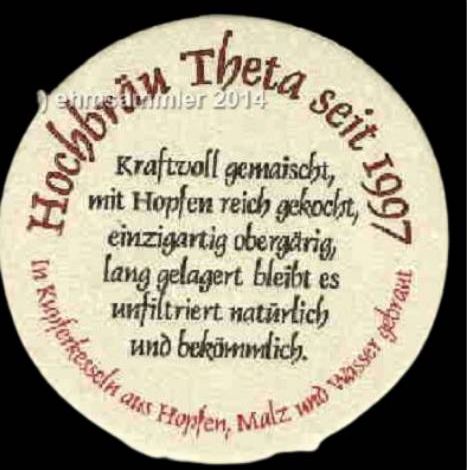 Hochbräu Theta seit 1997
ehmsammler 2014
Kraftvoll gemaischt,
mit Hopfen reich gekocht,
einzigartig obergärig,
lang gelagert bleibt es
unfiltriert natürlich
und bekömmlich.
In Kupferkesseln aus Hopfen, Malz und Wasser gebraut